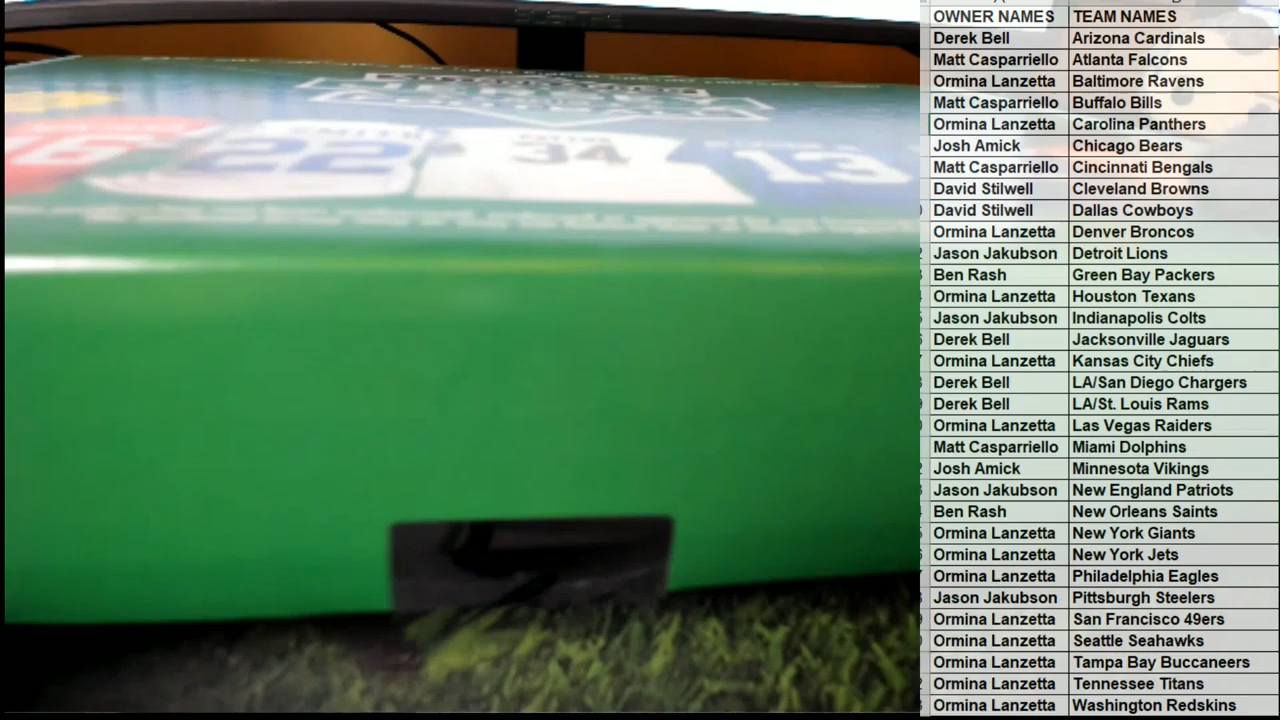 SMITH
16 22 34 13
OWNER NAMES TEAM NAMES
Derek Bell Arizona Cardinals
Matt Casparriello Atlanta Falcons
Ormina Lanzetta Baltimore Ravens
Matt Casparriello Buffalo Bills
Ormina Lanzetta Carolina Panthers
Josh Amick Chicago Bears
Matt Casparriello Cincinnati Bengals
David Stilwell Cleveland Browns
David Stilwell Dallas Cowboys
Ormina Lanzetta Denver Broncos
Jason Jakubson Detroit Lions
Ben Rash Green Bay Packers
Ormina Lanzetta Houston Texans
Jason Jakubson Indianapolis Colts
Derek Bell Jacksonville Jaguars
Ormina Lanzetta Kansas City Chiefs
Derek Bell LA/San Diego Chargers
Derek Bell LA/St. Louis Rams
Ormina Lanzetta Las Vegas Raiders
Matt Casparriello Miami Dolphins
Josh Amick Minnesota Vikings
Jason Jakubson New England Patriots
Ben Rash New Orleans Saints
Ormina Lanzetta New York Giants
Ormina Lanzetta New York Jets
Ormina Lanzetta Philadelphia Eagles
Jason Jakubson Pittsburgh Steelers
Ormina Lanzetta San Francisco 49ers
Ormina Lanzetta Seattle Seahawks
Ormina Lanzetta Tampa Bay Buccaneers
Ormina Lanzetta Tennessee Titans
Ormina Lanzetta Washington Redskins